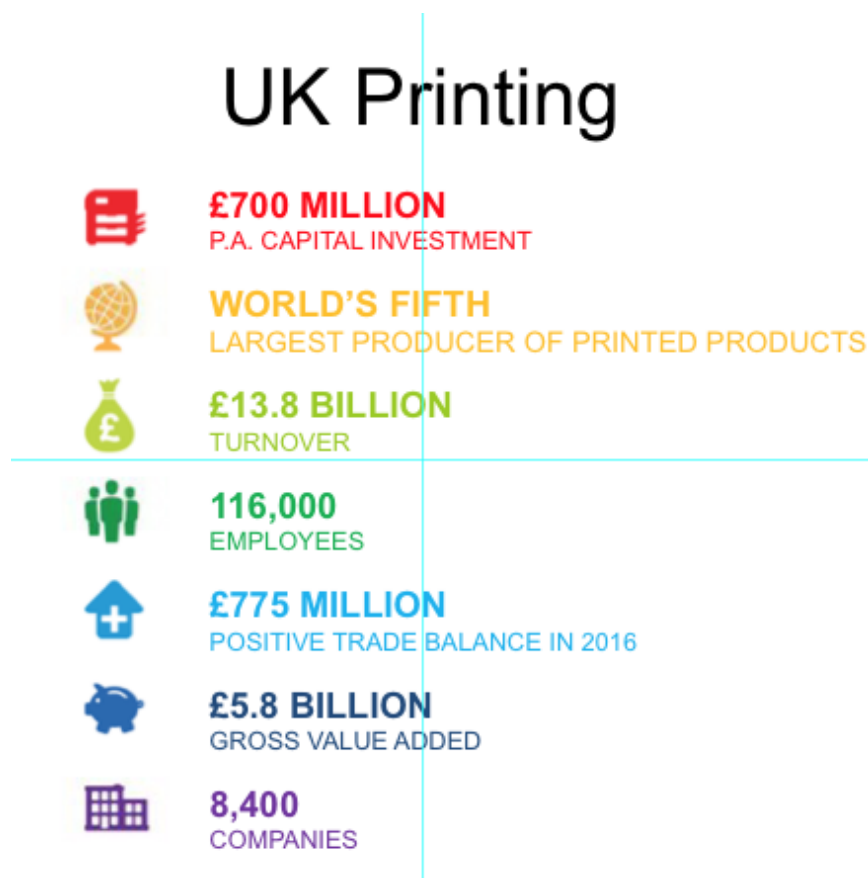 UK Printing
£700 MILLION
P.A. CAPITAL INVESTMENT
WORLD'S FIFTH
LARGEST PRODUCER OF PRINTED PRODUCTS
£13.8 BILLION
TURNOVER
£
116,000
EMPLOYEES
£775 MILLION
POSITIVE TRADE BALANCE IN 2016
£5.8 BILLION
GROSS VALUE ADDED
8,400
COMPANIES